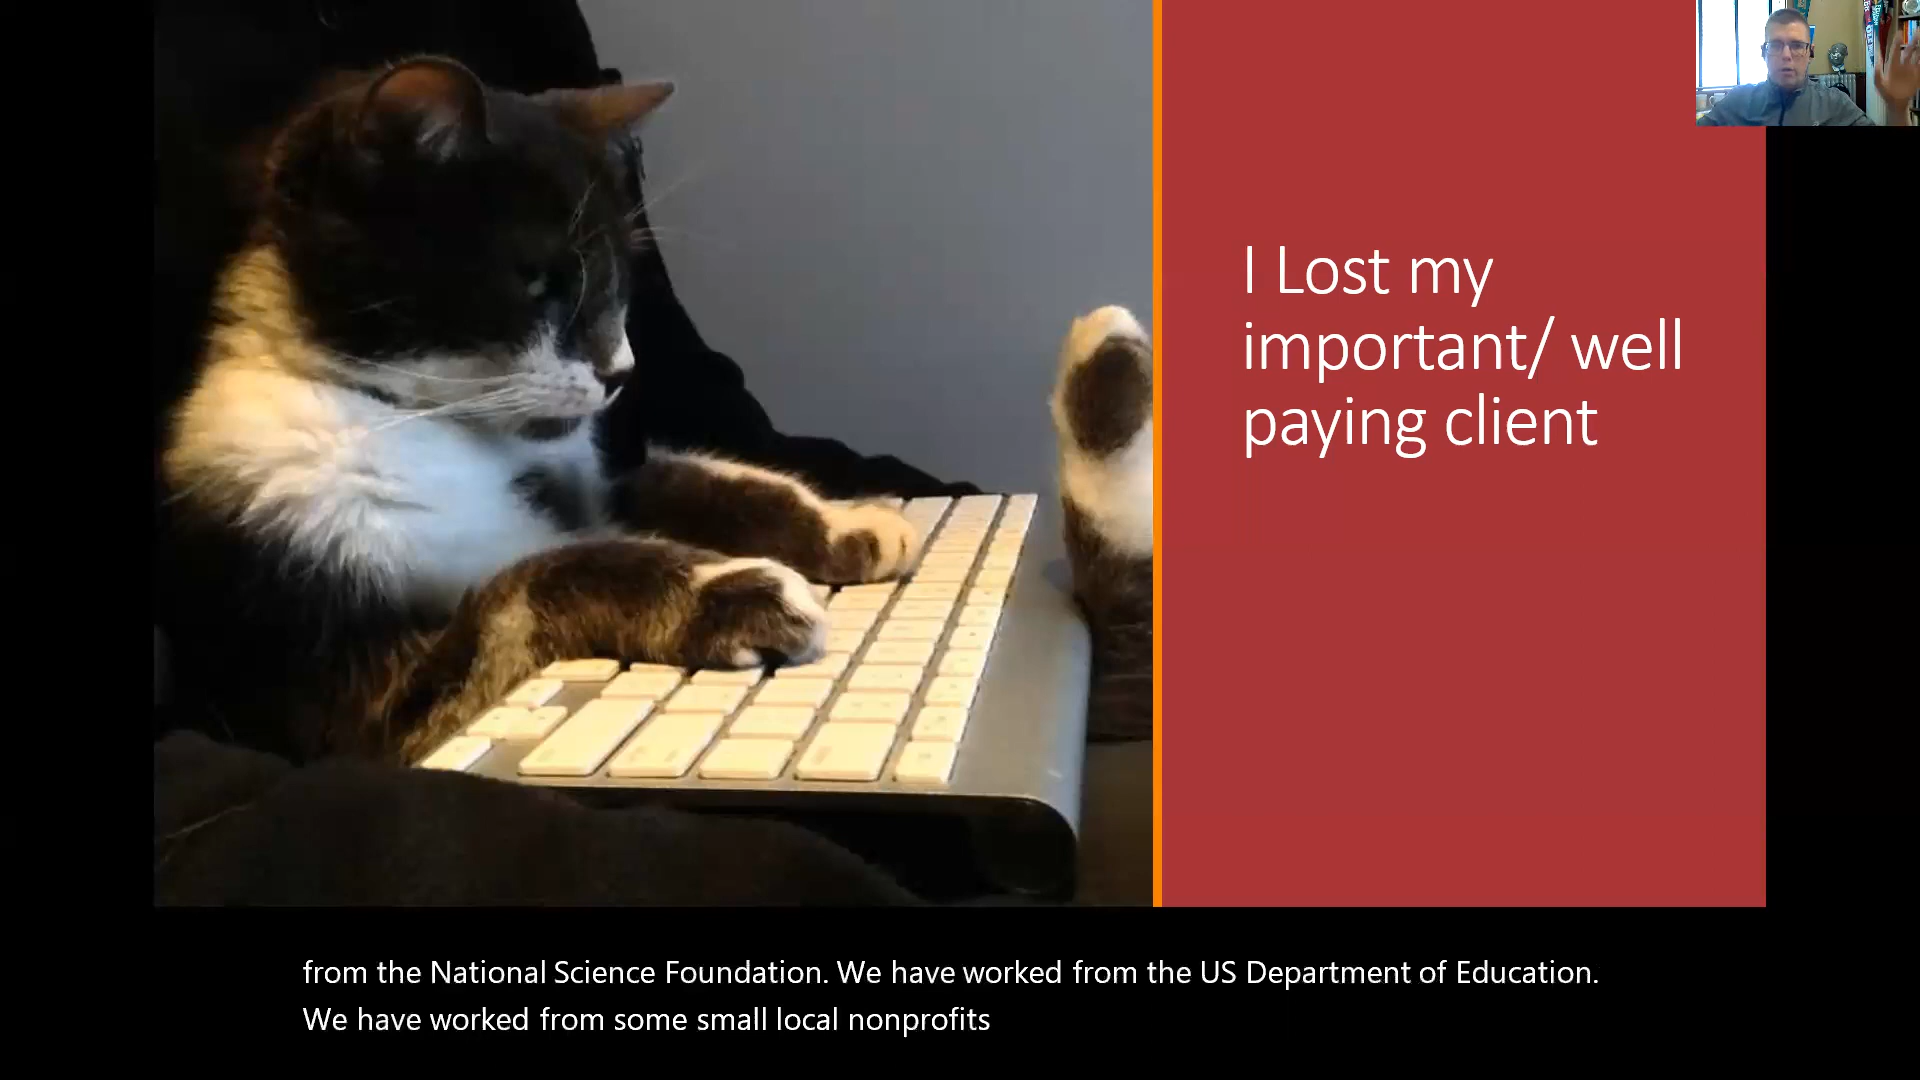 I Lost my
important/ well
paying client
from the National Science Foundation. We have worked from the US Department of Education.
We have worked from some small local nonprofits